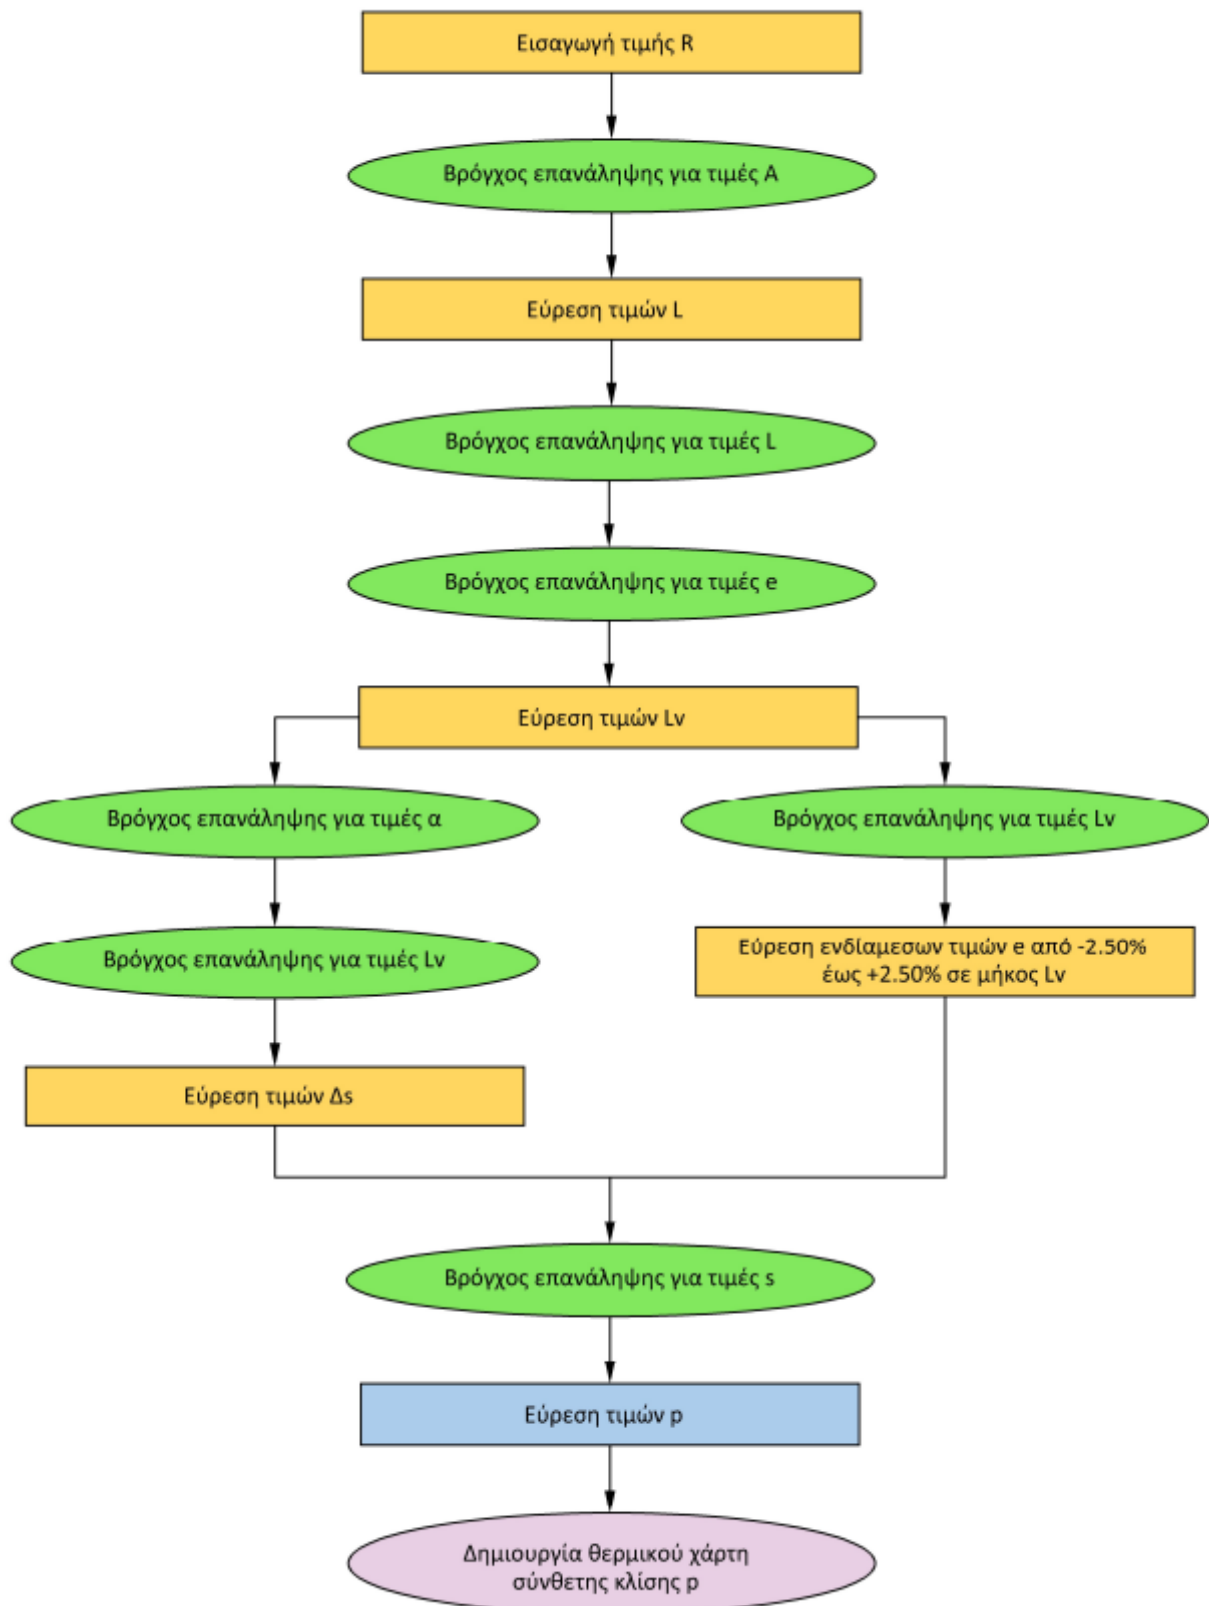 Εισαγωγή τιμής R
Βρόγχος επανάληψης για τιμές A
Εύρεση τιμών L
Βρόγχος επανάληψης για τιμές L
Βρόγχος επανάληψης για τιμές e
Εύρεση τιμών Lv
Βρόγχος επανάληψης για τιμές α
Βρόγχος επανάληψης για τιμές Lv
Βρόγχος επανάληψης για τιμές Lv
Εύρεση ενδίαμεσων τιμών e από -2.50%
έως +2.50% σε μήκος Lv
Εύρεση τιμών Δs
Βρόγχος επανάληψης για τιμές s
Εύρεση τιμών p
Δημιουργία θερμικού χάρτη
σύνθετης κλίσης p